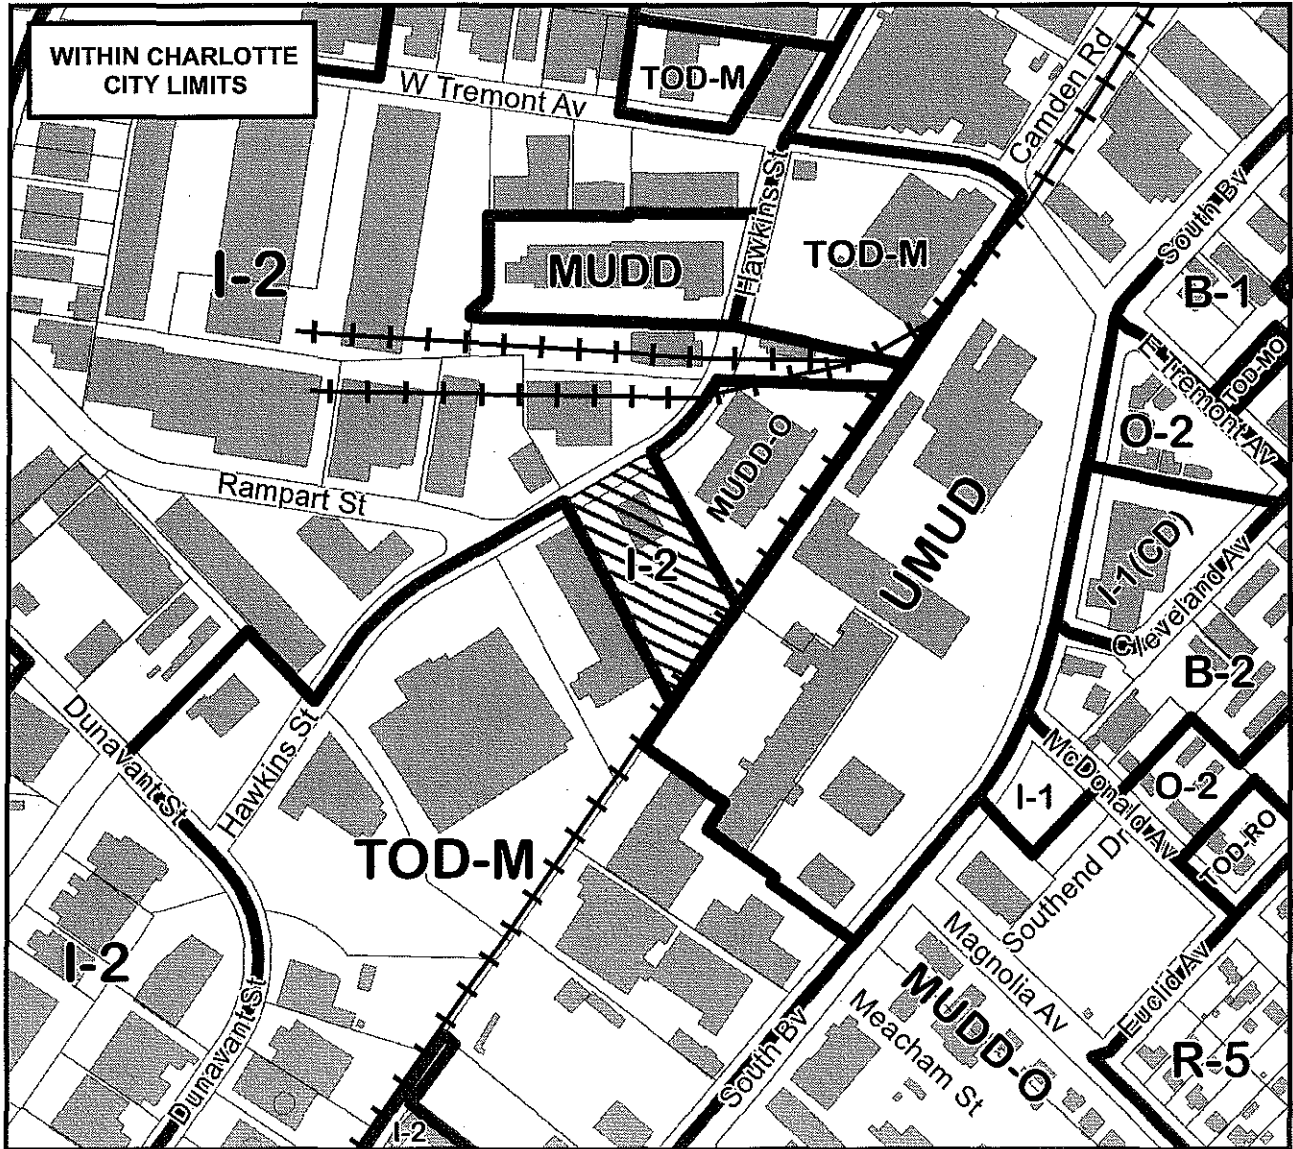 WITHIN CHARLOTTE
CITY LIMITS
W Tremont Av
TOD-M
Camden Rd
South Bv
Hawkins St
TOD-M
I-2
MUDD
B-1
E Tremont Av
TOD-MO
O-2
MUDD-O
Rampart St
UMUD
I-2
I-1(CD)
Cleveland Av
B-2
Dunavant St
Hawkins St
McDonald Av
I-1
O-2
TOD-RO
TOD-M
Southend Dr
Magnolia Av
Euclid Av
I-2
MUDD-O
Meacham St
R-5
Dunavant St
South Bv
I-2